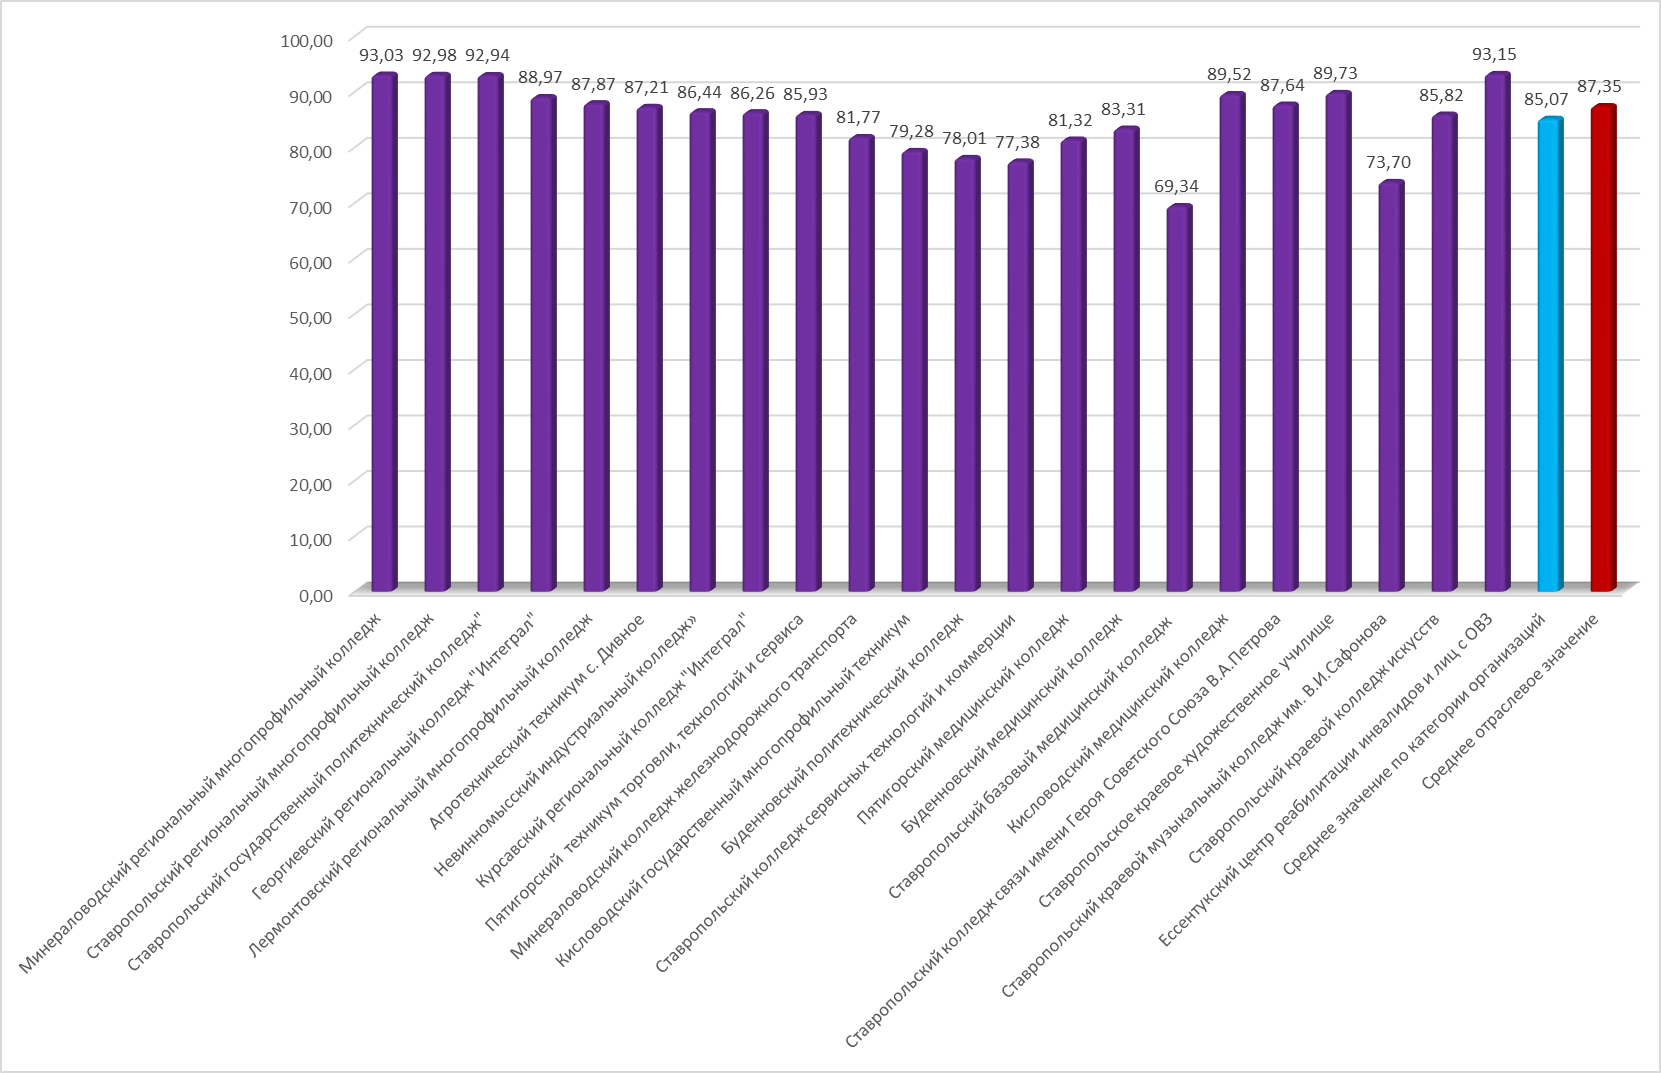 100,00
90,00
80,00
70,00
60,00
50,00
40,00
30,00
20,00
10,00
0,00
93,03
92,98
92,94
88,97
87,87
87,21
86,44
86,26
85,93
81,77
79,28
78,01
77,38
81,32
83,31
69,34
89,52
87,64
89,73
73,70
85,82
93,15
85,07
87,35
Минераловодский региональный многопрофильный колледж
Ставропольский региональный многопрофильный колледж
Ставропольский государственный политехнический колледж"
Георгиевский региональный колледж "Интеграл"
Лермонтовский региональный многопрофильный колледж
Агротехнический техникум с. Дивное
Невинномысский индустриальный колледж»
Курсавский региональный колледж "Интеграл"
Пятигорский  техникум торговли, технологий и сервиса
Минераловодский колледж железнодорожного транспорта
Кисловодский государственный многопрофильный техникум
Буденновский политехнический колледж
Ставропольский колледж сервисных технологий и коммерции
Пятигорский медицинский колледж
Буденновский медицинский колледж
Ставропольский базовый медицинский колледж
Кисловодский медицинский колледж
Ставропольский колледж связи имени Героя Советского Союза В.А.Петрова
Ставропольское краевое художественное училище
Ставропольский краевой музыкальный колледж им. В.И.Сафонова
Ставропольский краевой колледж искусств
Ессентукский центр реабилитации инвалидов и лиц с ОВЗ
Среднее значение по категории организаций
Среднее отраслевое значение